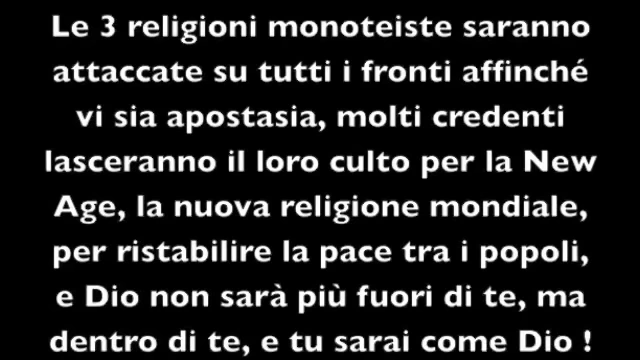 Le 3 religioni monoteiste saranno
attaccate su tutti i fronti affinché
vi sia apostasia, molti credenti
lasceranno il loro culto per la New
Age, la nuova religione mondiale,
per ristabilire la pace tra i popoli,
e Dio non sarà più fuori di te, ma
dentro di te, e tu sarai come Dio !